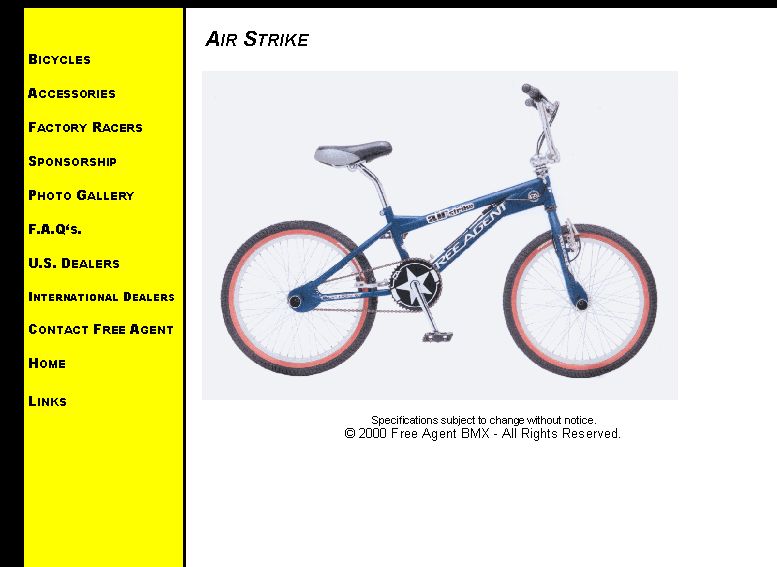 AIR STRIKE
BICYCLES
ACCESSORIES
FACTORY RACERS
SPONSORSHIP
PHOTO GALLERY
F.A.Q's.
U.S. DEALERS
INTERNATIONAL DEALERS
CONTACT FREE AGENT
HOME
LINKS
air strike
FREE AGENT
Specifications subject to change without notice.
© 2000 Free Agent BMX - All Rights Reserved.